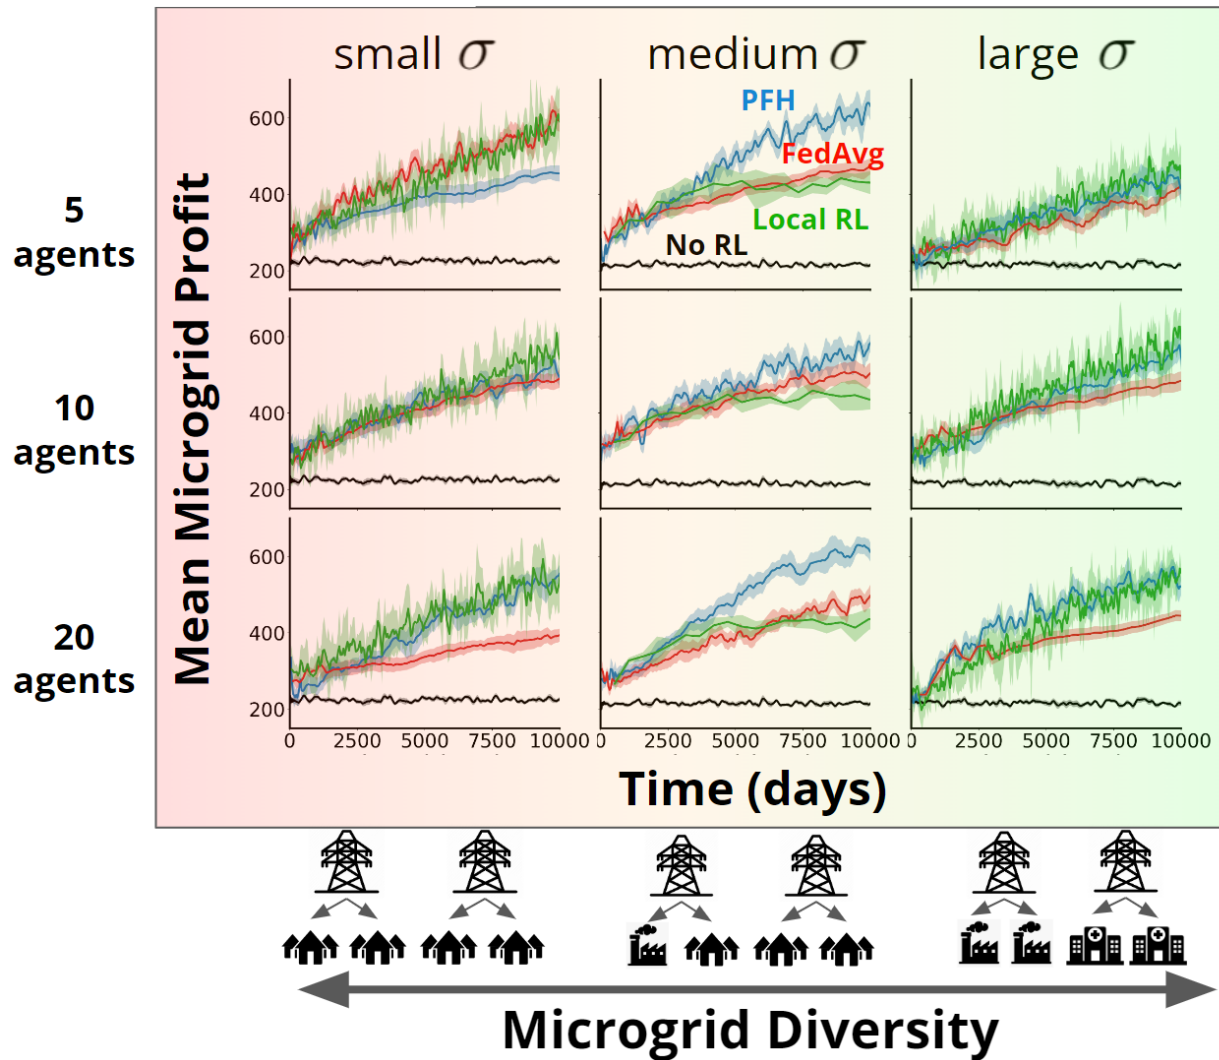 small σ
medium σ
large σ
5
agents
10
agents
20
agents
Mean Microgrid Profit
600
400
200
600
400
200
600
400
200
PFH
FedAvg
Local RL
No RL
0 2500 5000 7500 10000
0 2500 5000 7500 10000
0 2500 5000 7500 10000
Time (days)
Microgrid Diversity